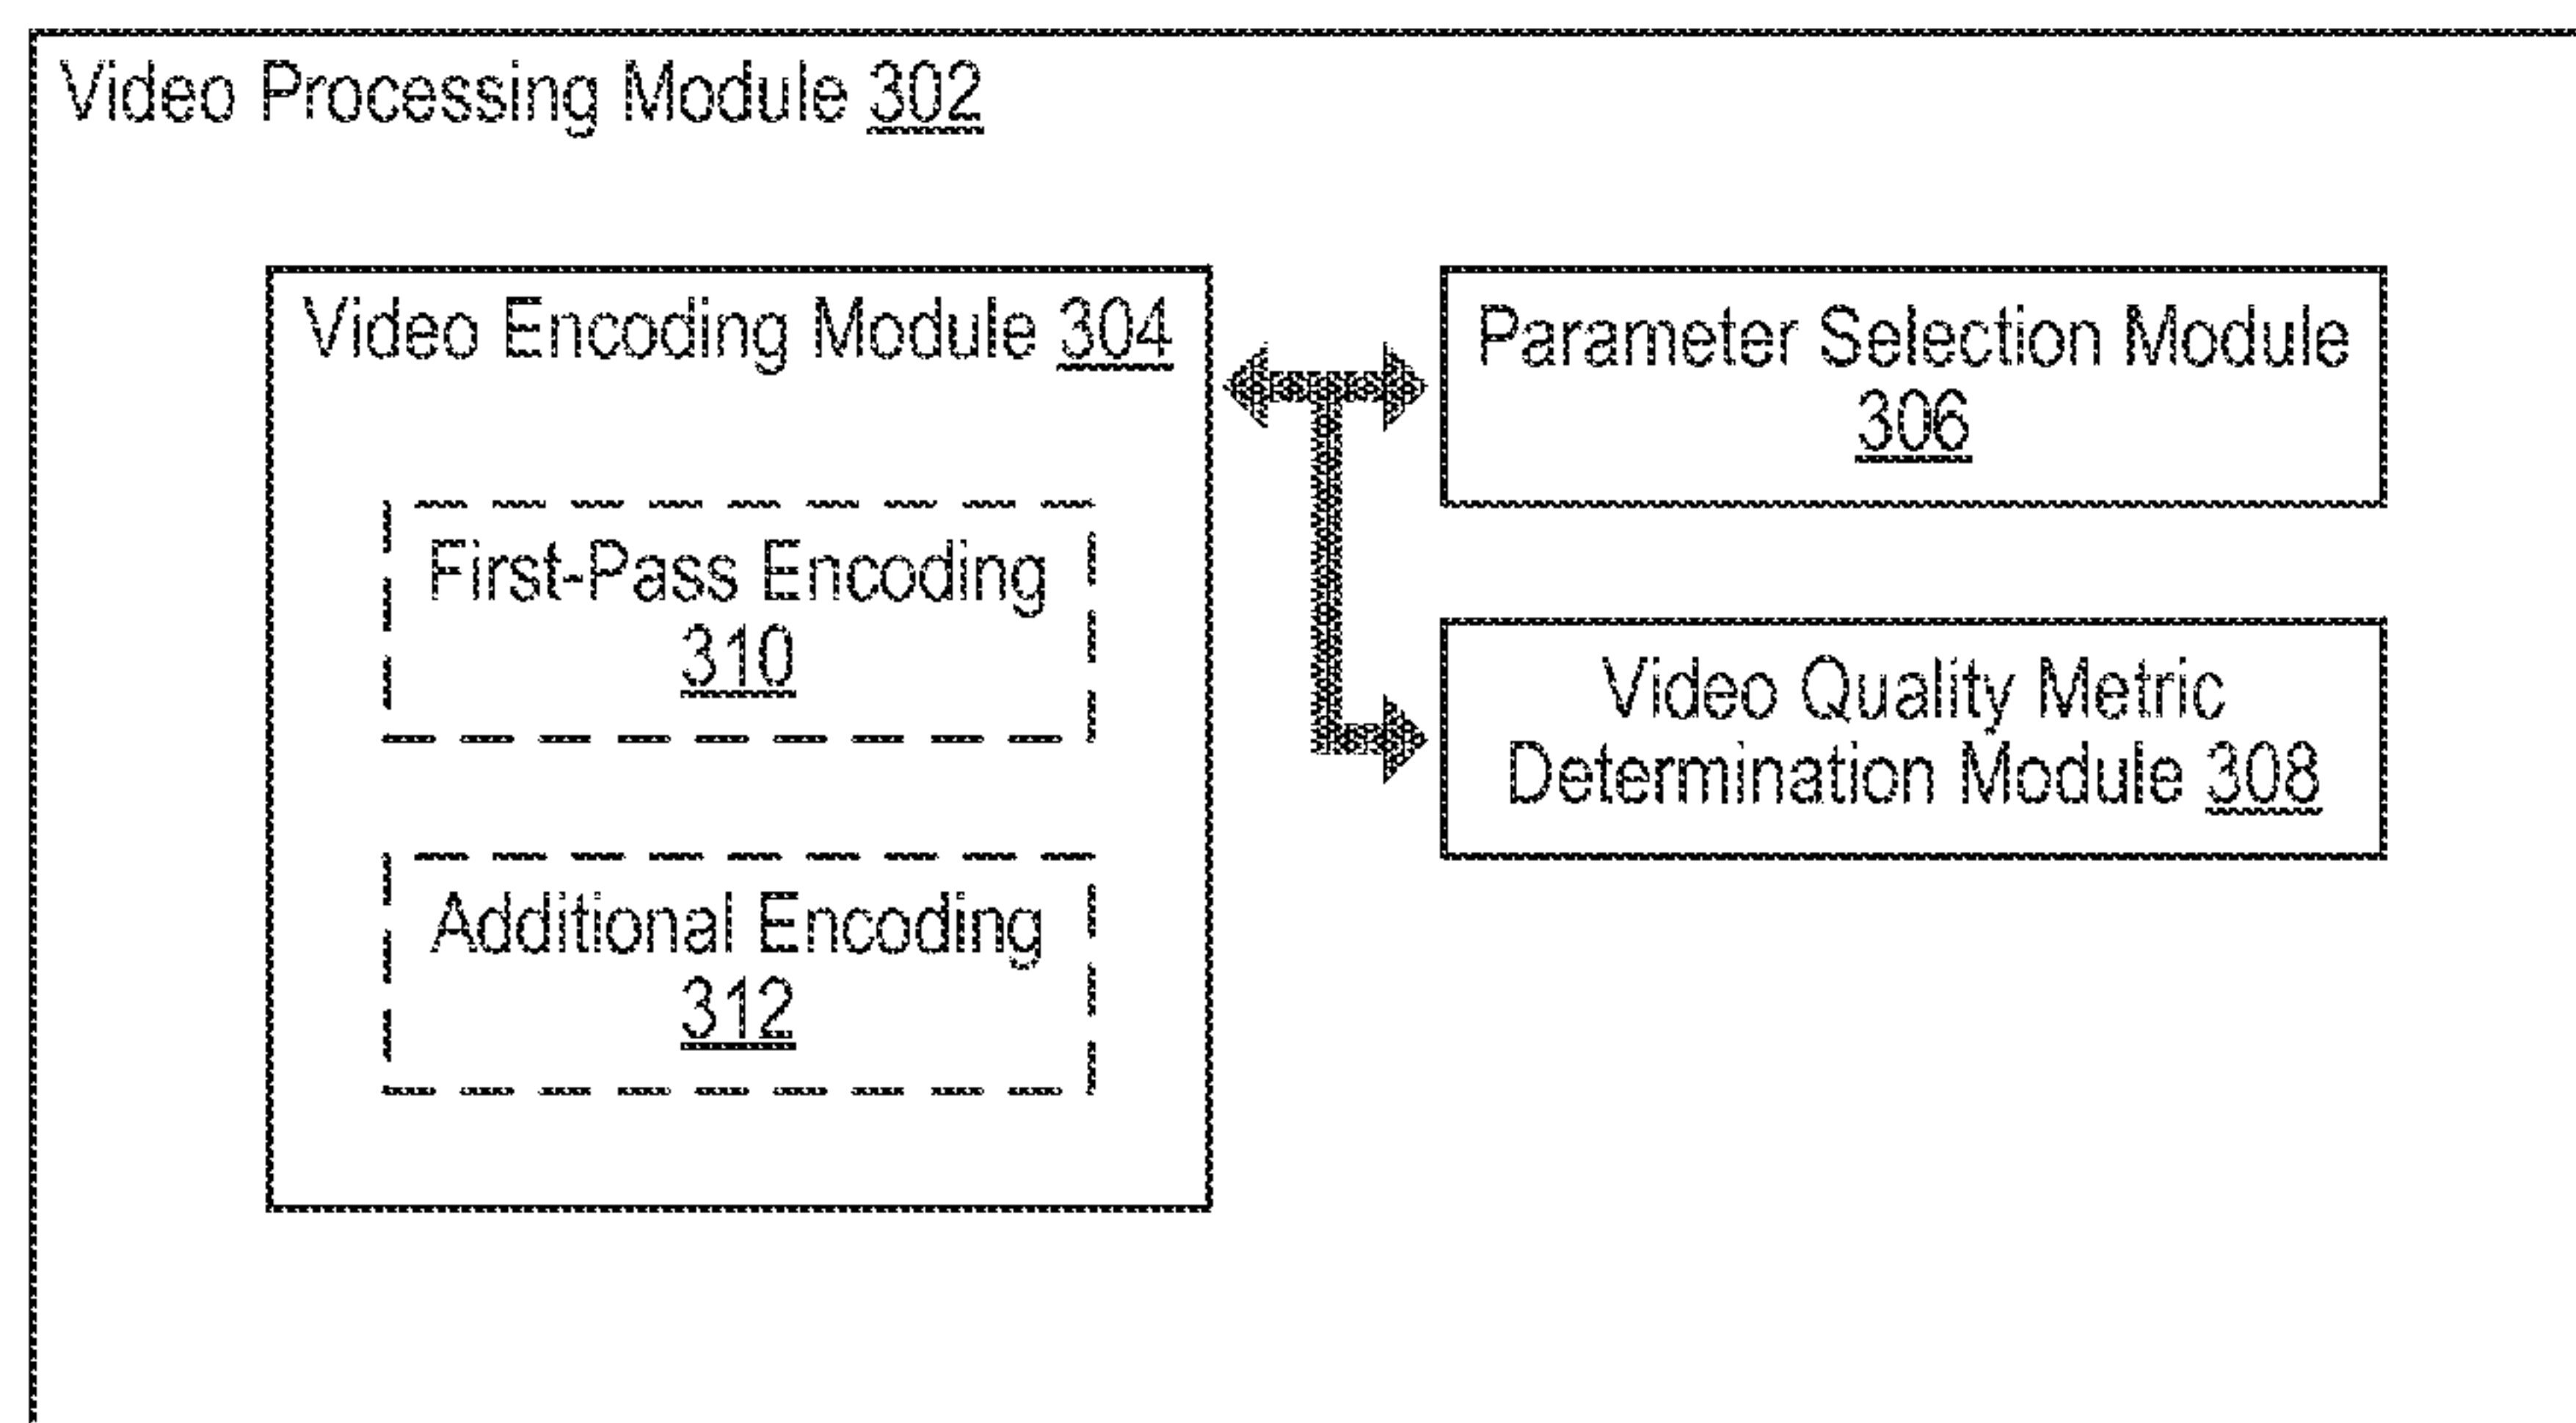 Video Processing Module 302
Video Encoding Module 304
First-Pass Encoding
310
Additional Encoding
312
Parameter Selection Module
306
Video Quality Metric
Determination Module 308